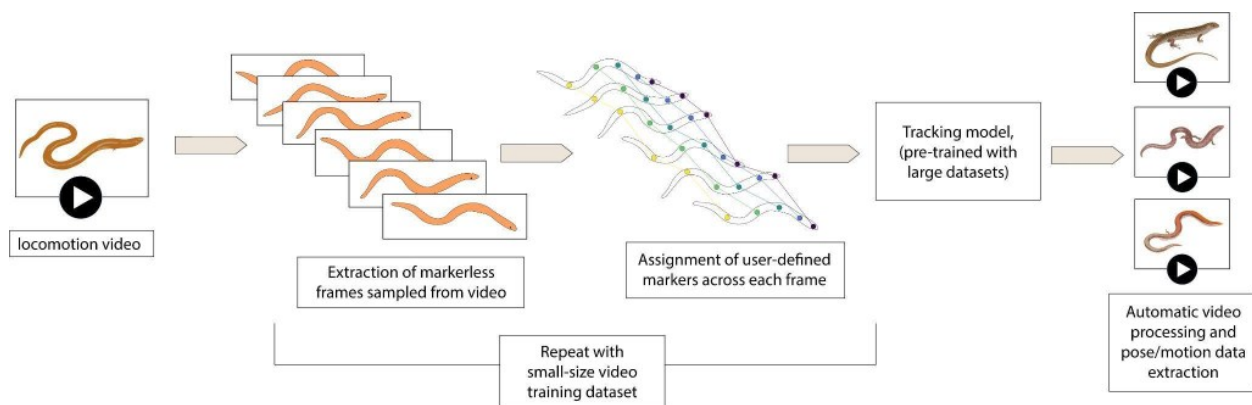 locomotion video
Extraction of markerless
frames sampled from video
Assignment of user-defined
markers across each frame
Repeat with
small-size video
training dataset
Tracking model,
(pre-trained with
large datasets)
Automatic video
processing and
pose/motion data
extraction